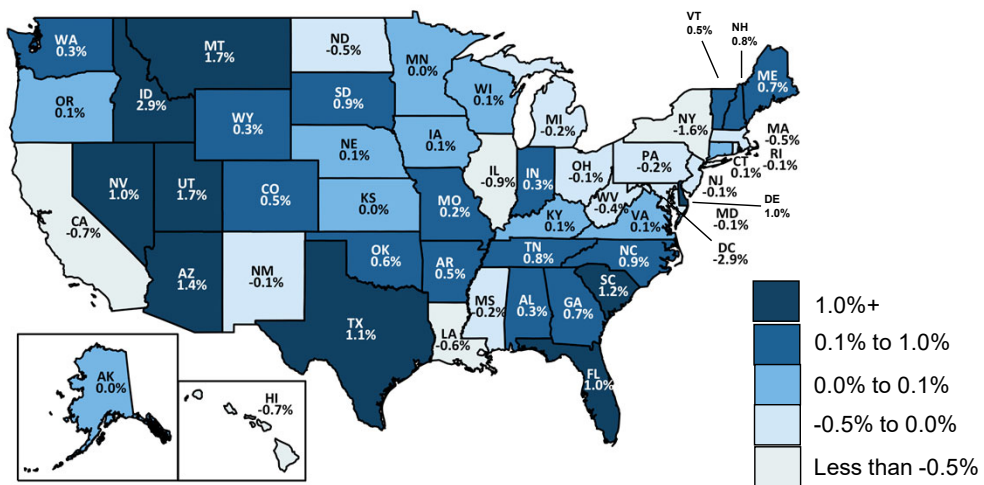 WA
0.3%
MT
1.7%
ND
-0.5%
MN
0.0%
VT
0.5%
NH
0.8%
ME
0.7%
OR
0.1%
ID
2.9%
SD
0.9%
WI
0.1%
MI
-0.2%
NY
-1.6%
MA
-0.5%
RI
-0.1%
CT
0.1%
WY
0.3%
NE
0.1%
IA
0.1%
IL
-0.9%
IN
0.3%
OH
-0.1%
PA
-0.2%
NJ
-0.1%
DE
1.0%
MD
-0.1%
DC
-2.9%
CA
-0.7%
NV
1.0%
UT
1.7%
CO
0.5%
KS
0.0%
MO
0.2%
KY
0.1%
WV
-0.4%
VA
0.1%
AZ
1.4%
NM
-0.1%
OK
0.6%
AR
0.5%
TN
0.8%
NC
0.9%
SC
1.2%
TX
1.1%
LA
-0.6%
MS
-0.2%
AL
0.3%
GA
0.7%
FL
1.0%
AK
0.0%
HI
-0.7%
1.0%+
0.1% to 1.0%
0.0% to 0.1%
-0.5% to 0.0%
Less than -0.5%